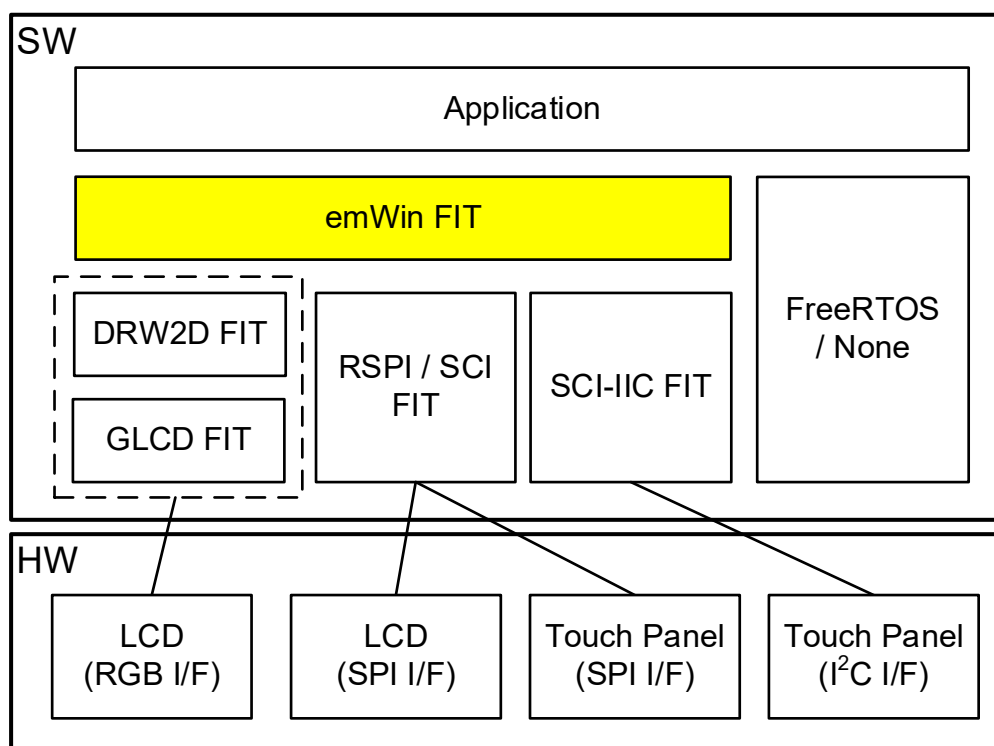 SW
Application
emWin FIT
DRW2D FIT
GLCD FIT
RSPI / SCI
FIT
SCI-IIC FIT
FreeRTOS
/ None
HW
LCD
(RGB I/F)
LCD
(SPI I/F)
Touch Panel
(SPI I/F)
Touch Panel
(I²C I/F)